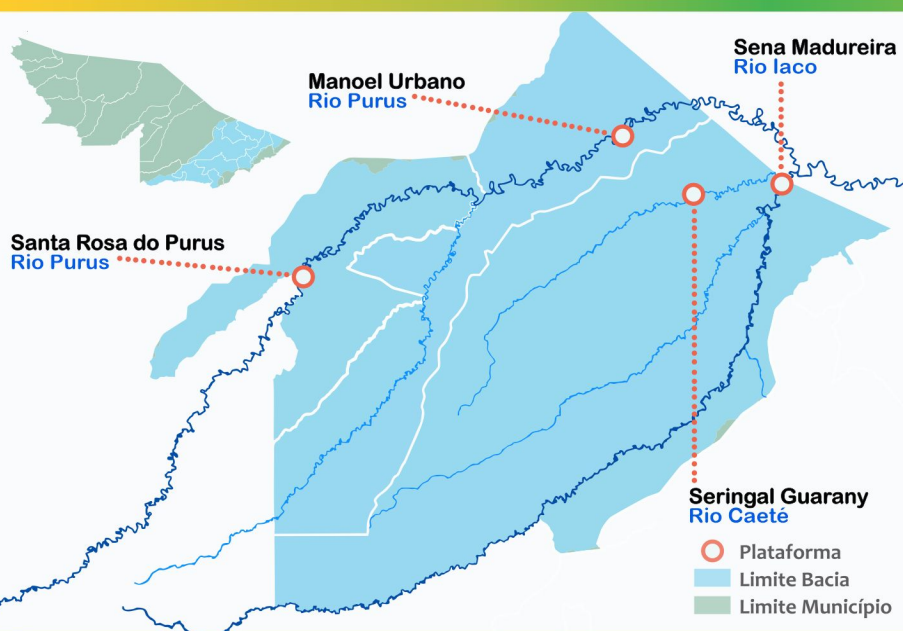 Sena Madureira
Rio Iaco
Manoel Urbano
Rio Purus
Santa Rosa do Purus
Rio Purus
Seringal Guarany
Rio Caeté
Plataforma
Limite Bacia
Limite Município